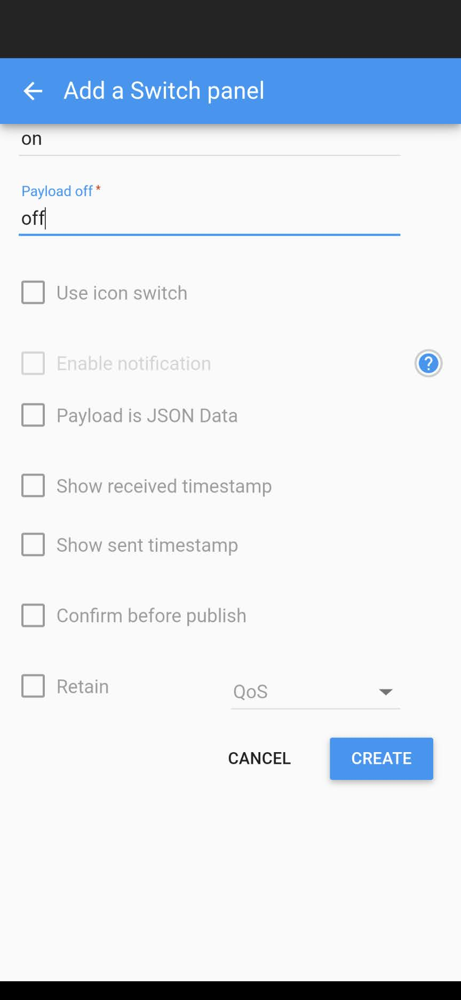 Add a Switch panel
on
Payload off *
off
Use icon switch
Enable notification
?
Payload is JSON Data
Show received timestamp
Show sent timestamp
Confirm before publish
Retain
QoS
CANCEL
CREATE